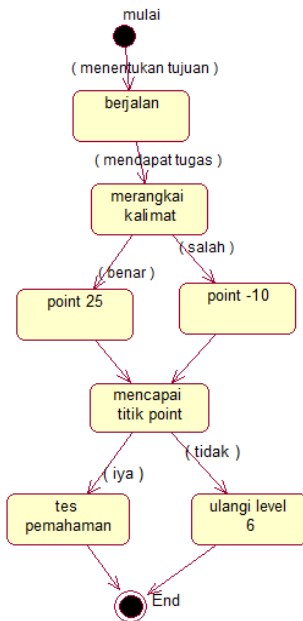 mulai
( menentukan tujuan )
berjalan
( mendapat tugas )
merangkai
kalimat
( benar )
( salah )
point 25
point -10
mencapai
titik point
( iya )
( tidak )
tes
pemahaman
ulangi level
6
End